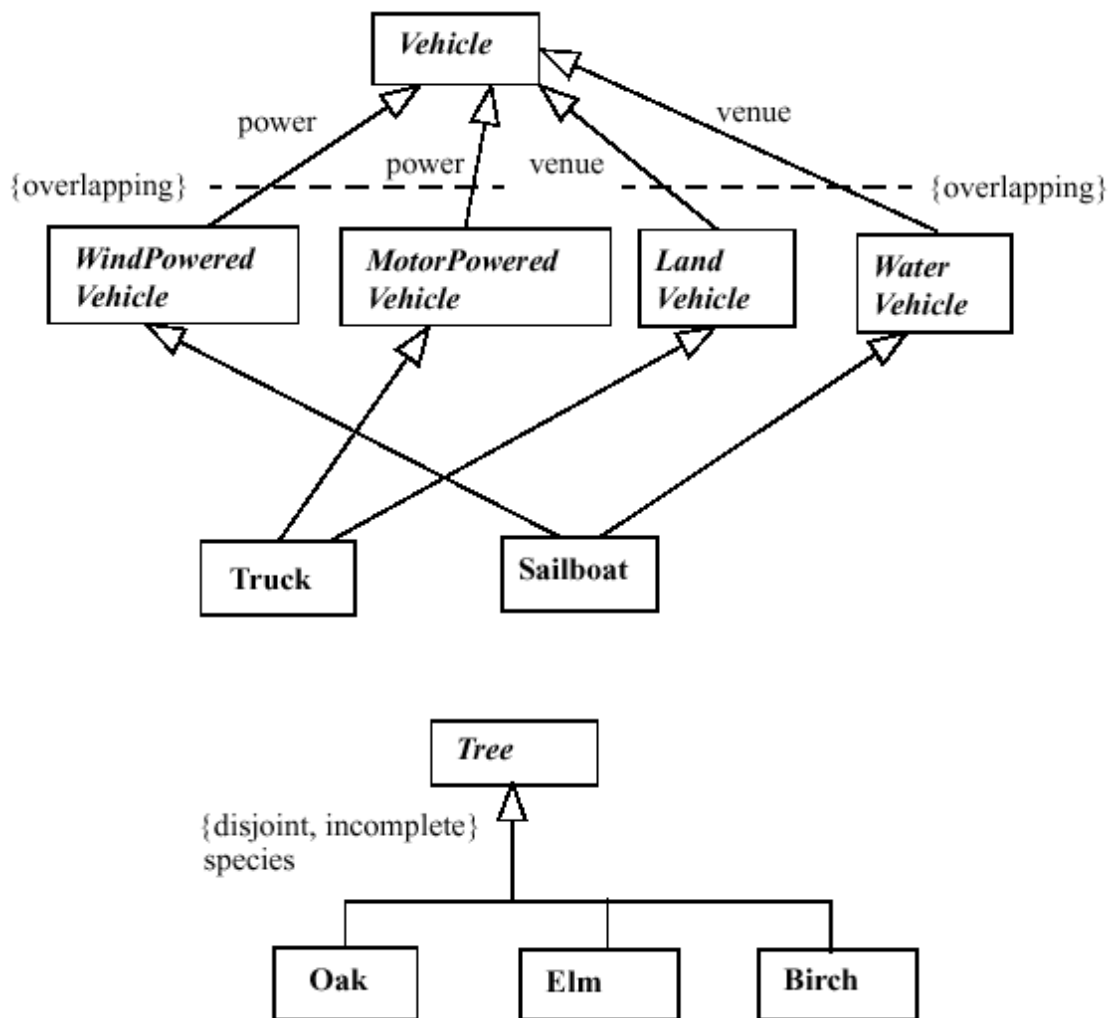 Vehicle
power
venue
power
venue
{overlapping}
{overlapping}
WindPowered
Vehicle
MotorPowered
Vehicle
Land
Vehicle
Water
Vehicle
Truck
Sailboat
Tree
{disjoint, incomplete}
species
Oak
Elm
Birch